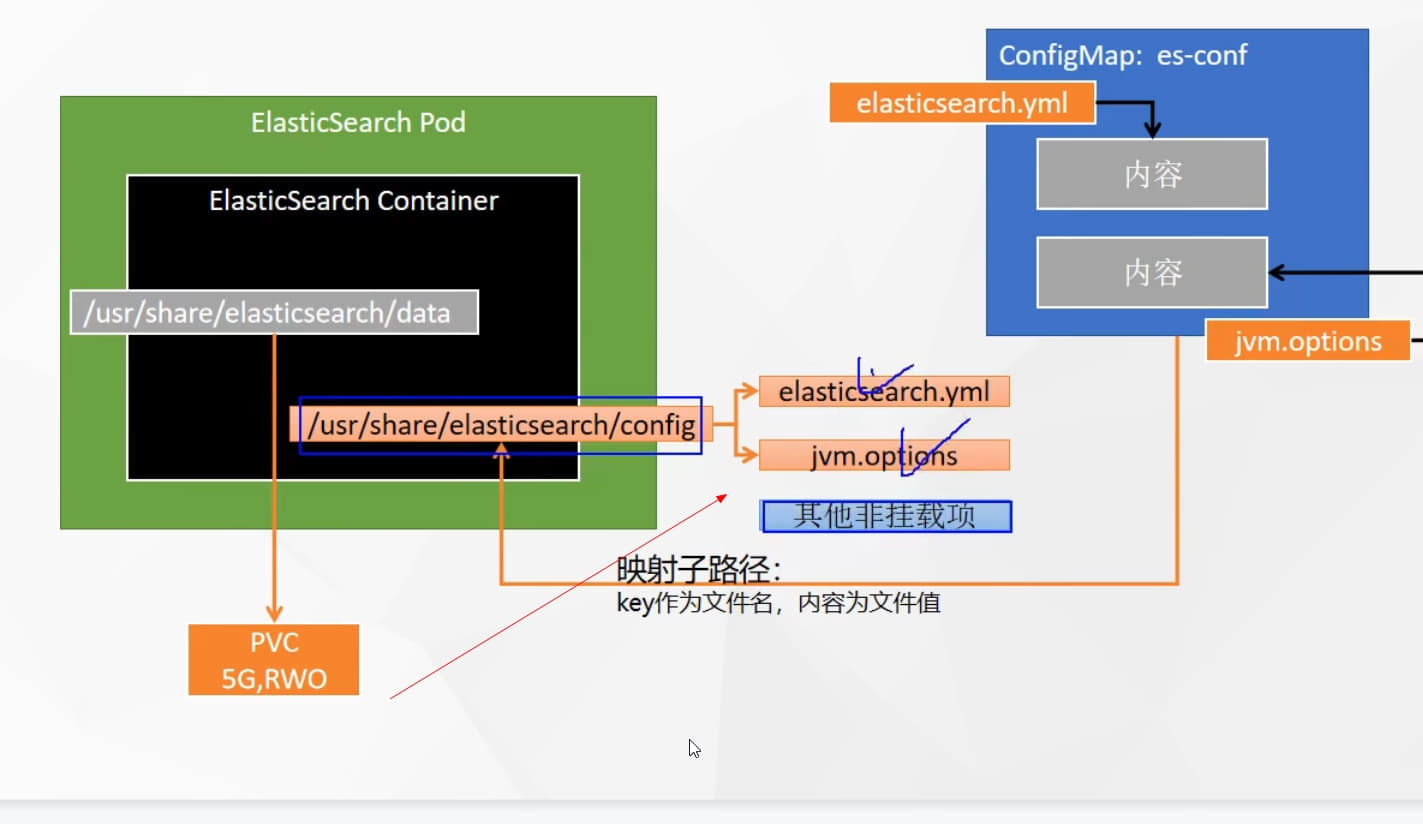 ConfigMap: es-conf
elasticsearch.yml
ElasticSearch Pod
内容
ElasticSearch Container
内容
/usr/share/elasticsearch/data
jvm.options
elasticsearch.yml
/usr/share/elasticsearch/config
jvm.options
其他非挂载项
映射子路径：
key作为文件名，内容为文件值
PVC
5G,RWO